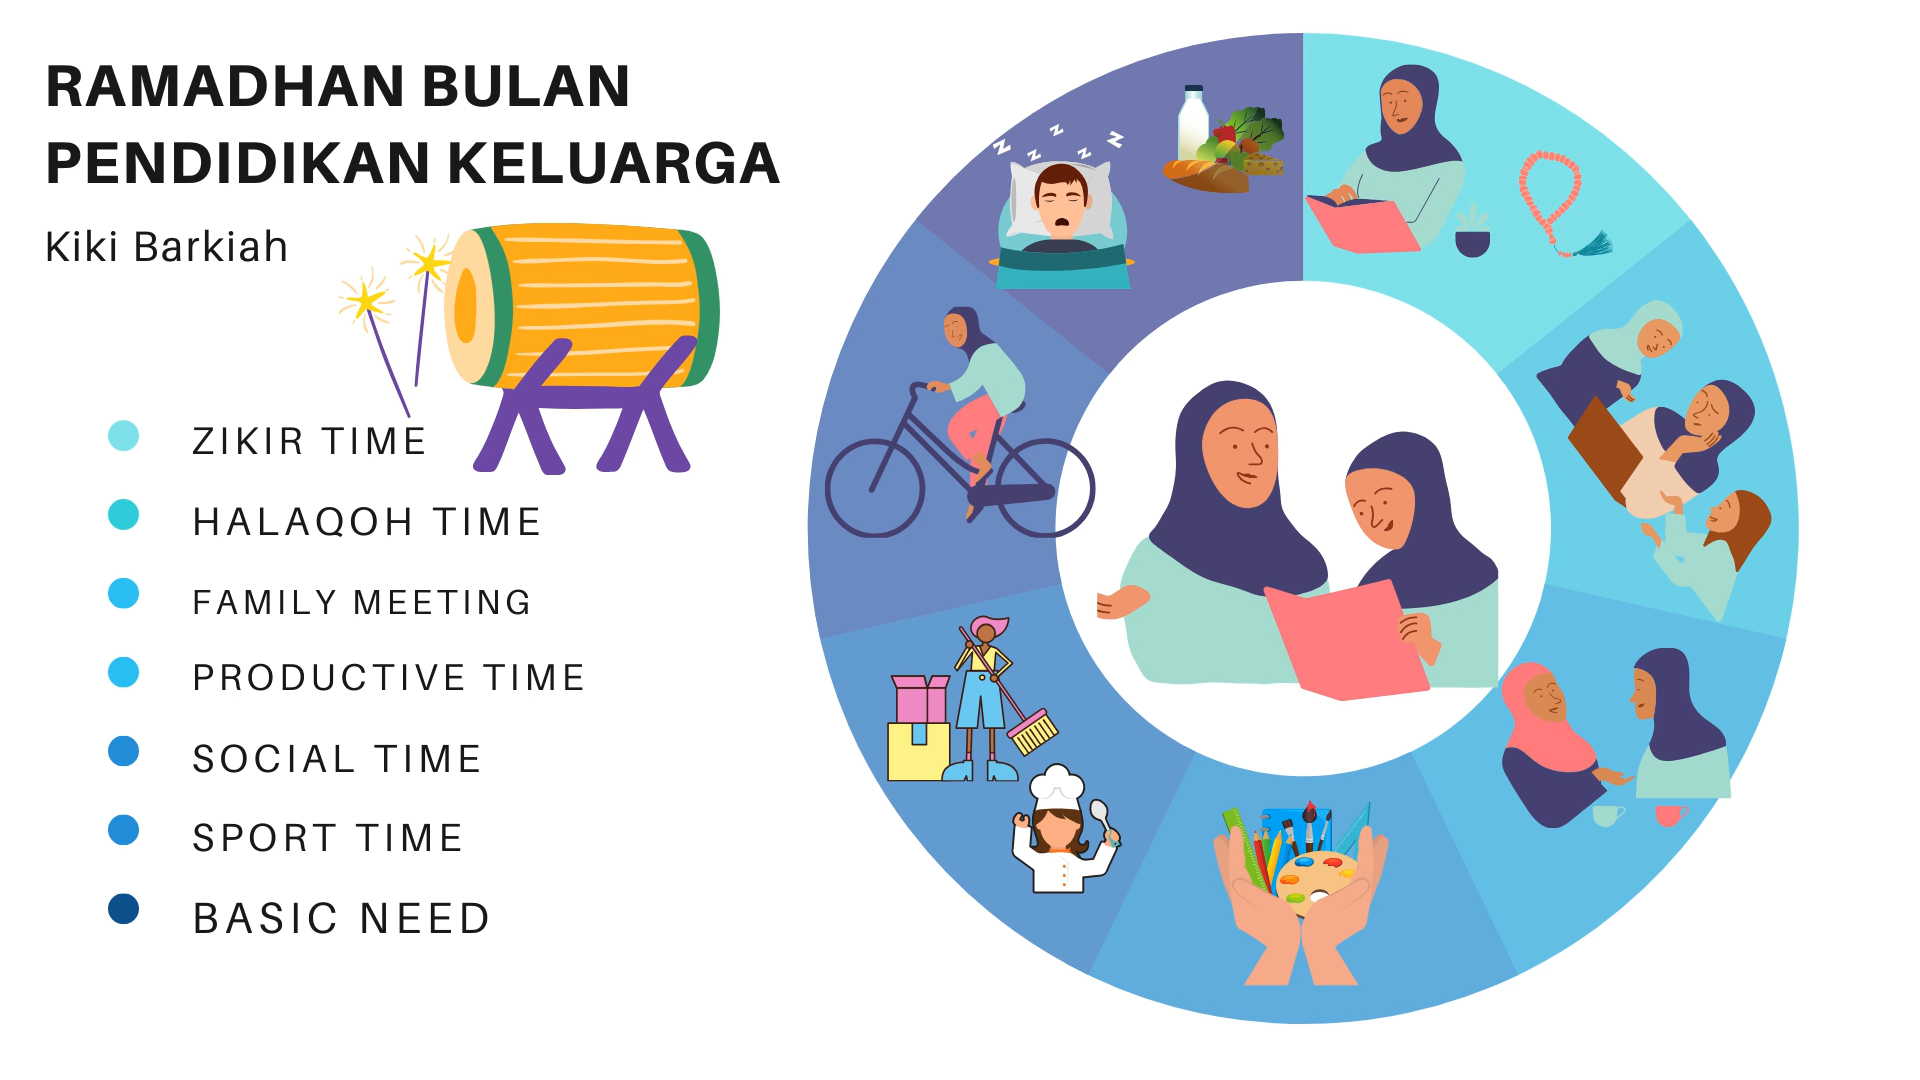 RAMADHAN BULAN
PENDIDIKAN KELUARGA
Kiki Barkiah
ZIKIR TIME
HALAQOH TIME
FAMILY MEETING
PRODUCTIVE TIME
SOCIAL TIME
SPORT TIME
BASIC NEED
z z z z z z